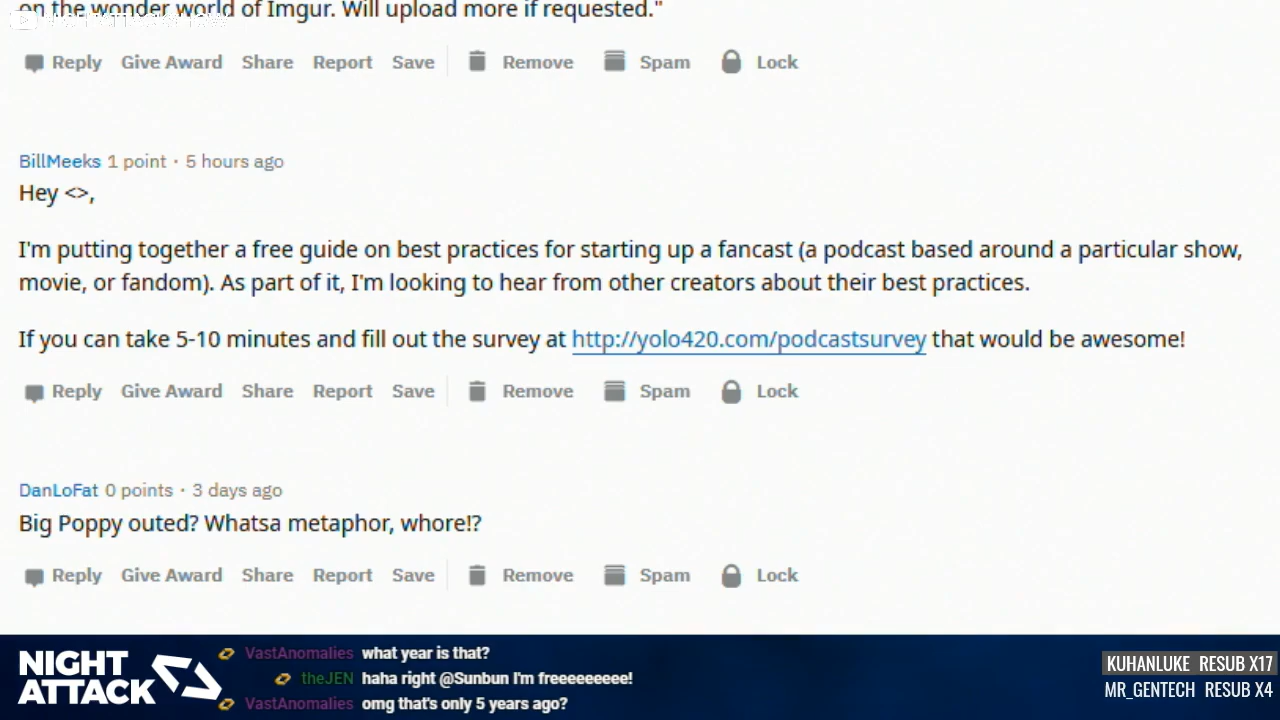 on the wonder world of Imgur. Will upload more if requested."
Reply Give Award Share Report Save Remove Spam Lock
BillMeeks 1 point · 5 hours ago
Hey <>,
I'm putting together a free guide on best practices for starting up a fancast (a podcast based around a particular show,
movie, or fandom). As part of it, I'm looking to hear from other creators about their best practices.
If you can take 5-10 minutes and fill out the survey at http://yolo420.com/podcastsurvey that would be awesome!
Reply Give Award Share Report Save Remove Spam Lock
DanLoFat 0 points · 3 days ago
Big Poppy outed? Whatsa metaphor, whore!?
Reply Give Award Share Report Save Remove Spam Lock
NIGHT
ATTACK
VastAnomalies what year is that?
theJEN haha right @Sunbun I'm freeeeeeeee!
VastAnomalies omg that's only 5 years ago?
KUHANLUKE RESUB X17
MR_GENTECH RESUB X4